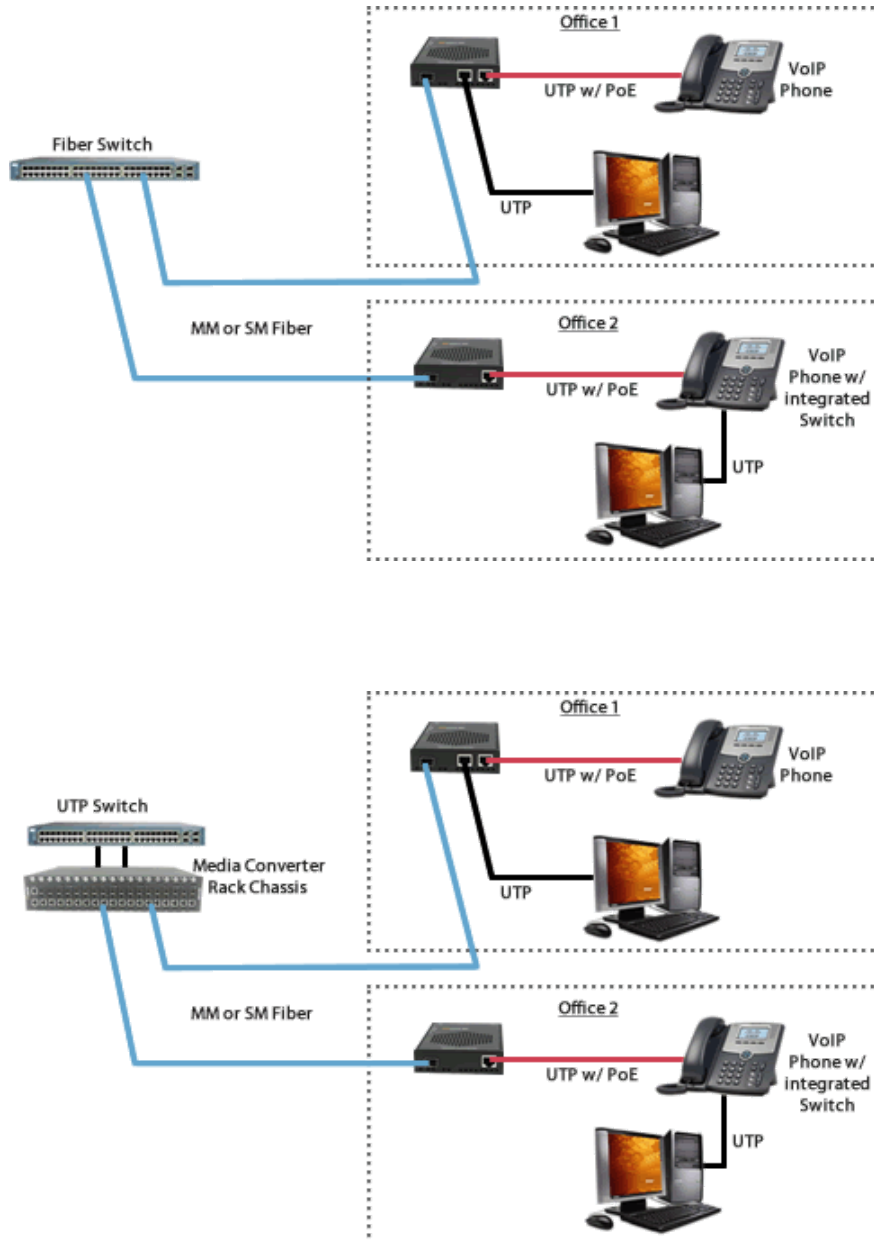 Office 1
VoIP
Phone
UTP w/ PoE
Fiber Switch
UTP
MM or SM Fiber
Office 2
VoIP
Phone w/
integrated
Switch
UTP w/ PoE
UTP
Office 1
VoIP
Phone
UTP w/ PoE
UTP Switch
Media Converter
Rack Chassis
UTP
MM or SM Fiber
Office 2
VoIP
Phone w/
integrated
Switch
UTP w/ PoE
UTP